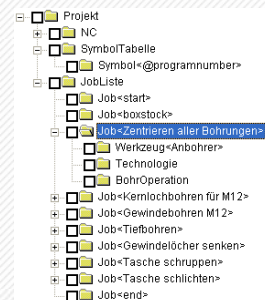 Projekt
NC
SymbolTabelle
Symbol<@programnumber>
JobListe
Job<start>
Job<boxstock>
Job<Zentrieren aller Bohrungen>
Werkzeug<Anbohrer>
Technologie
BohrOperation
Job<Kernlochbohren für M12>
Job<Gewindebohren M12>
Job<Tiefbohren>
Job<Gewindelöcher senken>
Job<Tasche schruppen>
Job<Tasche schlichten>
Job<end>